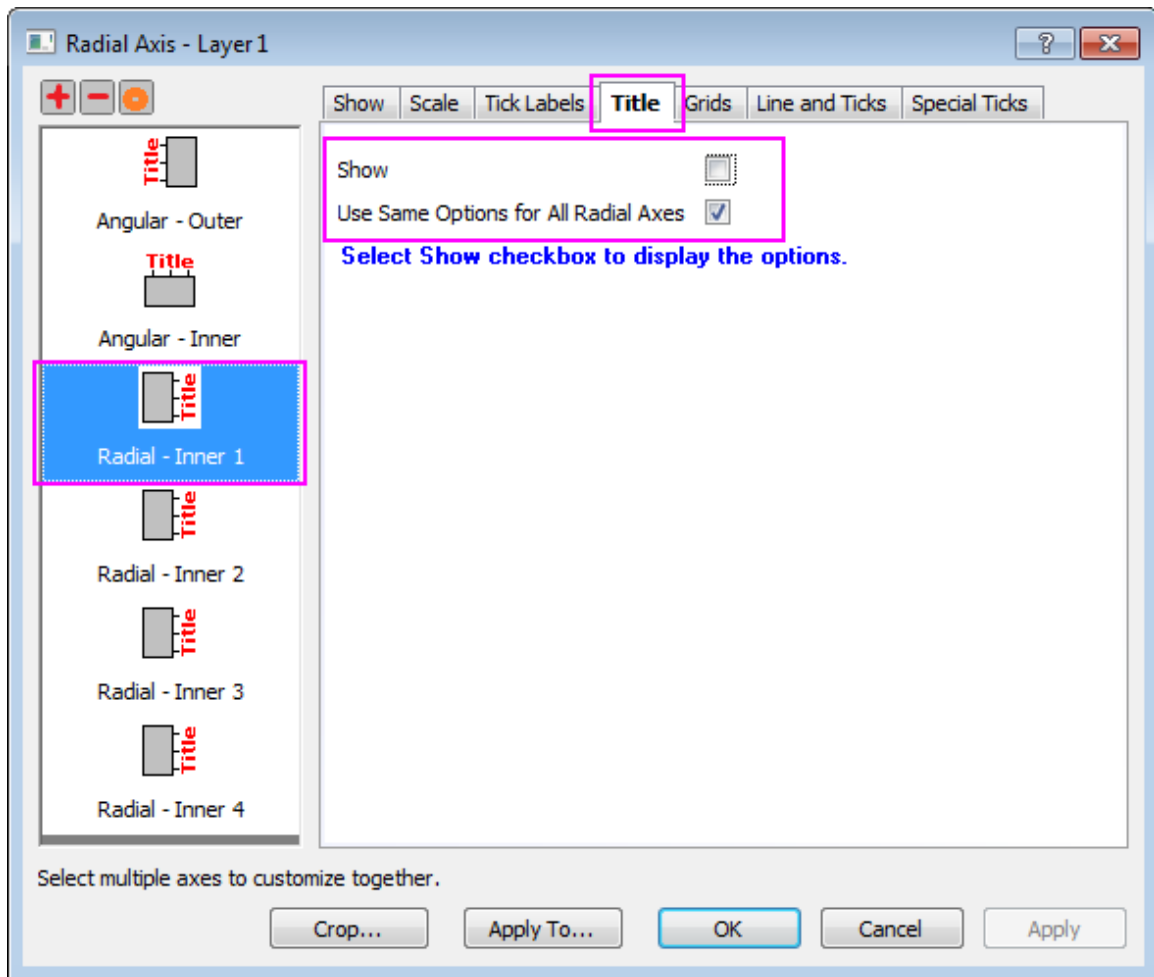 Radial Axis - Layer 1
?
Show Scale Tick Labels Title Grids Line and Ticks Special Ticks
Title
Angular - Outer
Title
Angular - Inner
Title
Radial - Inner 1
Title
Radial - Inner 2
Title
Radial - Inner 3
Title
Radial - Inner 4
Show
Use Same Options for All Radial Axes
Select Show checkbox to display the options.
Select multiple axes to customize together.
Crop... Apply To... OK Cancel Apply